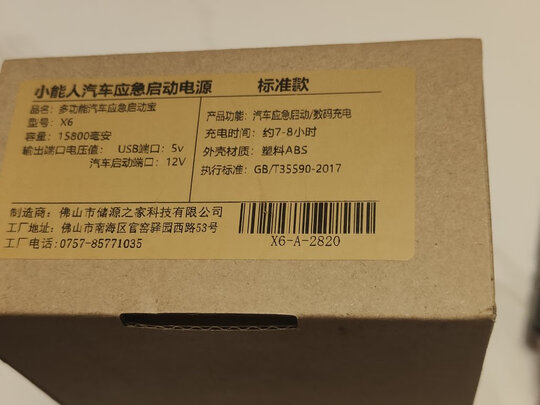 小能人汽车应急启动电源 标准款
品名：多功能汽车应急启动宝
型号：X6
容量：15800毫安
输出端口电压值： USB端口：5v
汽车启动端口：12V
产品功能：汽车应急启动/数码充电
充电时间：约7-8小时
外壳材质：塑料ABS
执行标准：GB/T35590-2017
制造商：佛山市储源之家科技有限公司
工厂地址：佛山市南海区官窑驿园西路53号
工厂电话：0757-85771035
X6-A-2820